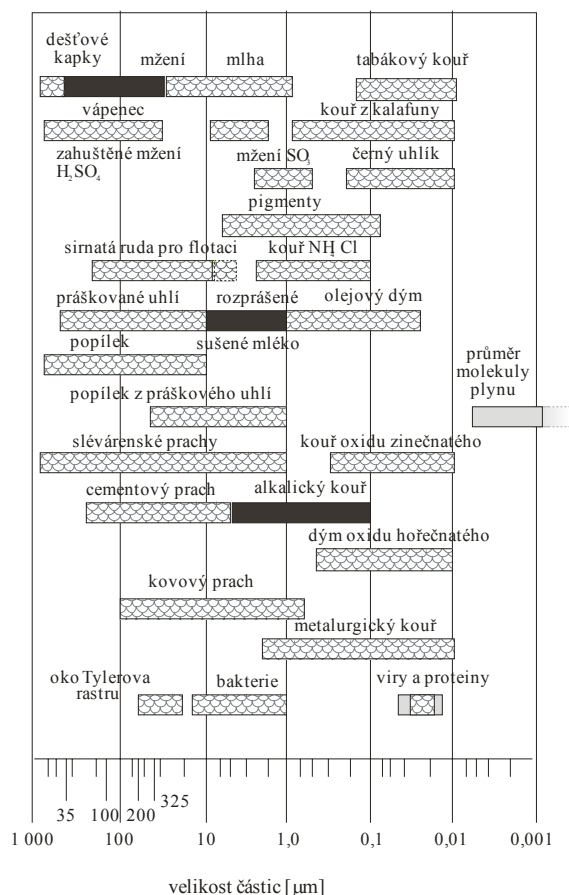 dešťové
kapky
mžení
mlha
tabákový kouř
vápenec
kouř z kalafuny
zahuštěné mžení
H₂SO₄
mžení SO₃
černý uhlík
pigmenty
sirnatá ruda pro flotaci
kouř NH₄Cl
práškované uhlí
rozprášené
sušené mléko
olejový dým
popílek
průměr
molekuly
plynu
popílek z práškového uhlí
slévárenské prachy
kouř oxidu zinečnatého
cementový prach
alkalický kouř
dým oxidu hořečnatého
kovový prach
metalurgický kouř
oko Tylerova
rastru
bakterie
viry a proteiny
35 100 200 325
1 000 100 10 1,0 0,1 0,01 0,001
velikost částic [µm]